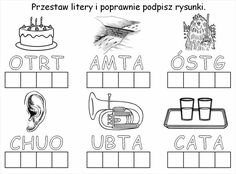 Przestaw litery i poprawnie podpisz rysunki.
OTRT AMTA ÓSTG
CHUO UBTA CATA